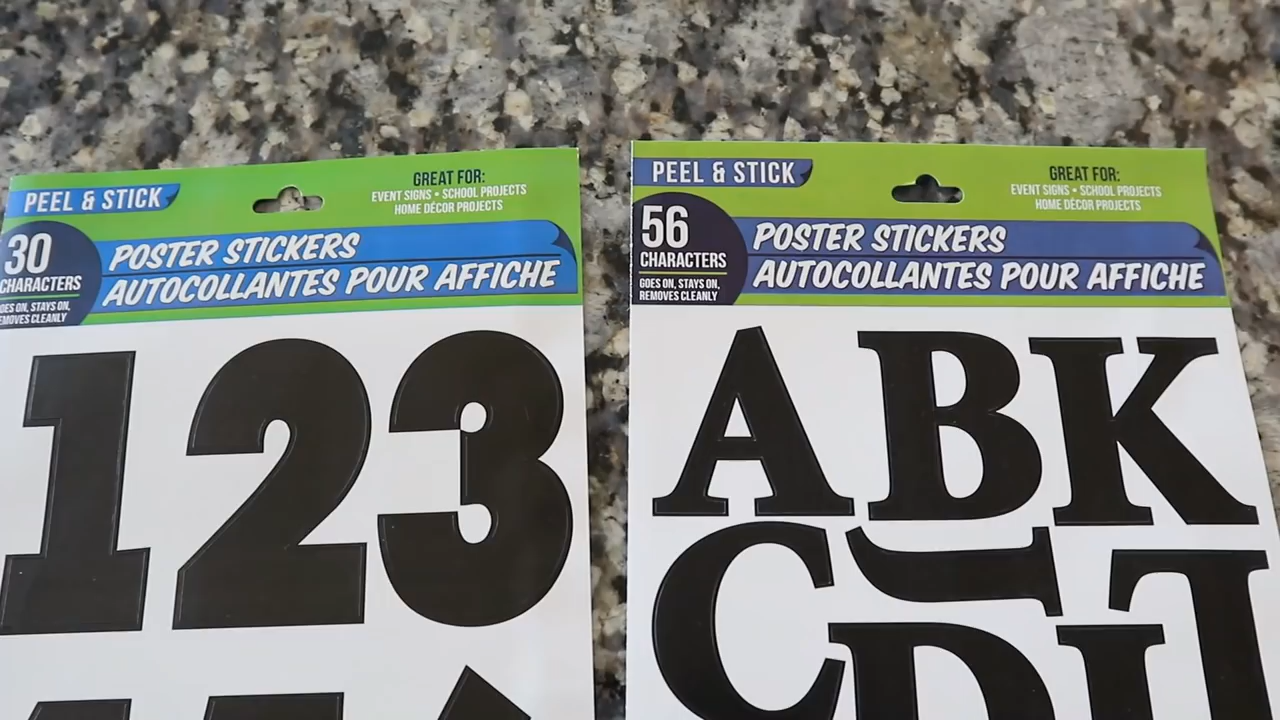 PEEL & STICK
GREAT FOR:
EVENT SIGNS • SCHOOL PROJECTS
HOME DÉCOR PROJECTS
30
CHARACTERS
GOES ON, STAYS ON,
REMOVES CLEANLY
POSTER STICKERS
AUTOCOLLANTES POUR AFFICHE
123
PEEL & STICK
GREAT FOR:
EVENT SIGNS • SCHOOL PROJECTS
HOME DÉCOR PROJECTS
56
CHARACTERS
GOES ON, STAYS ON,
REMOVES CLEANLY
POSTER STICKERS
AUTOCOLLANTES POUR AFFICHE
ABK
C
D